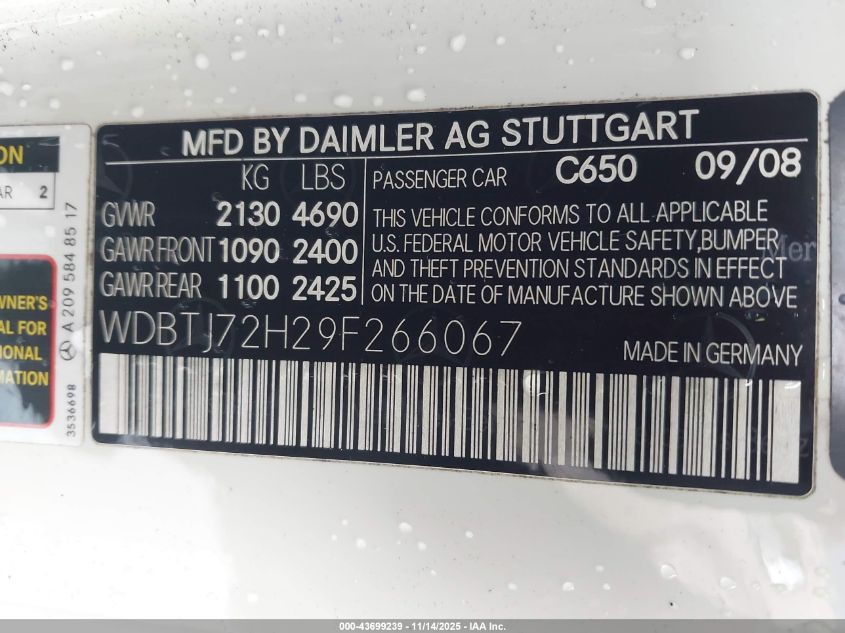 MFD BY DAIMLER AG STUTTGART
KG LBS
GVWR 2130 4690
GAWR FRONT 1090 2400
GAWR REAR 1100 2425
PASSENGER CAR C650 09/08
THIS VEHICLE CONFORMS TO ALL APPLICABLE
U.S. FEDERAL MOTOR VEHICLE SAFETY,BUMPER
AND THEFT PREVENTION STANDARDS IN EFFECT
ON THE DATE OF MANUFACTURE SHOWN ABOVE
WDBTJ72H29F266067
MADE IN GERMANY
ON
AR 2
WNER'S
AL FOR
IONAL
MATION
A 209 584 85 17
3536698
Mer
000-43699239 - 11/14/2025 - IAA Inc.